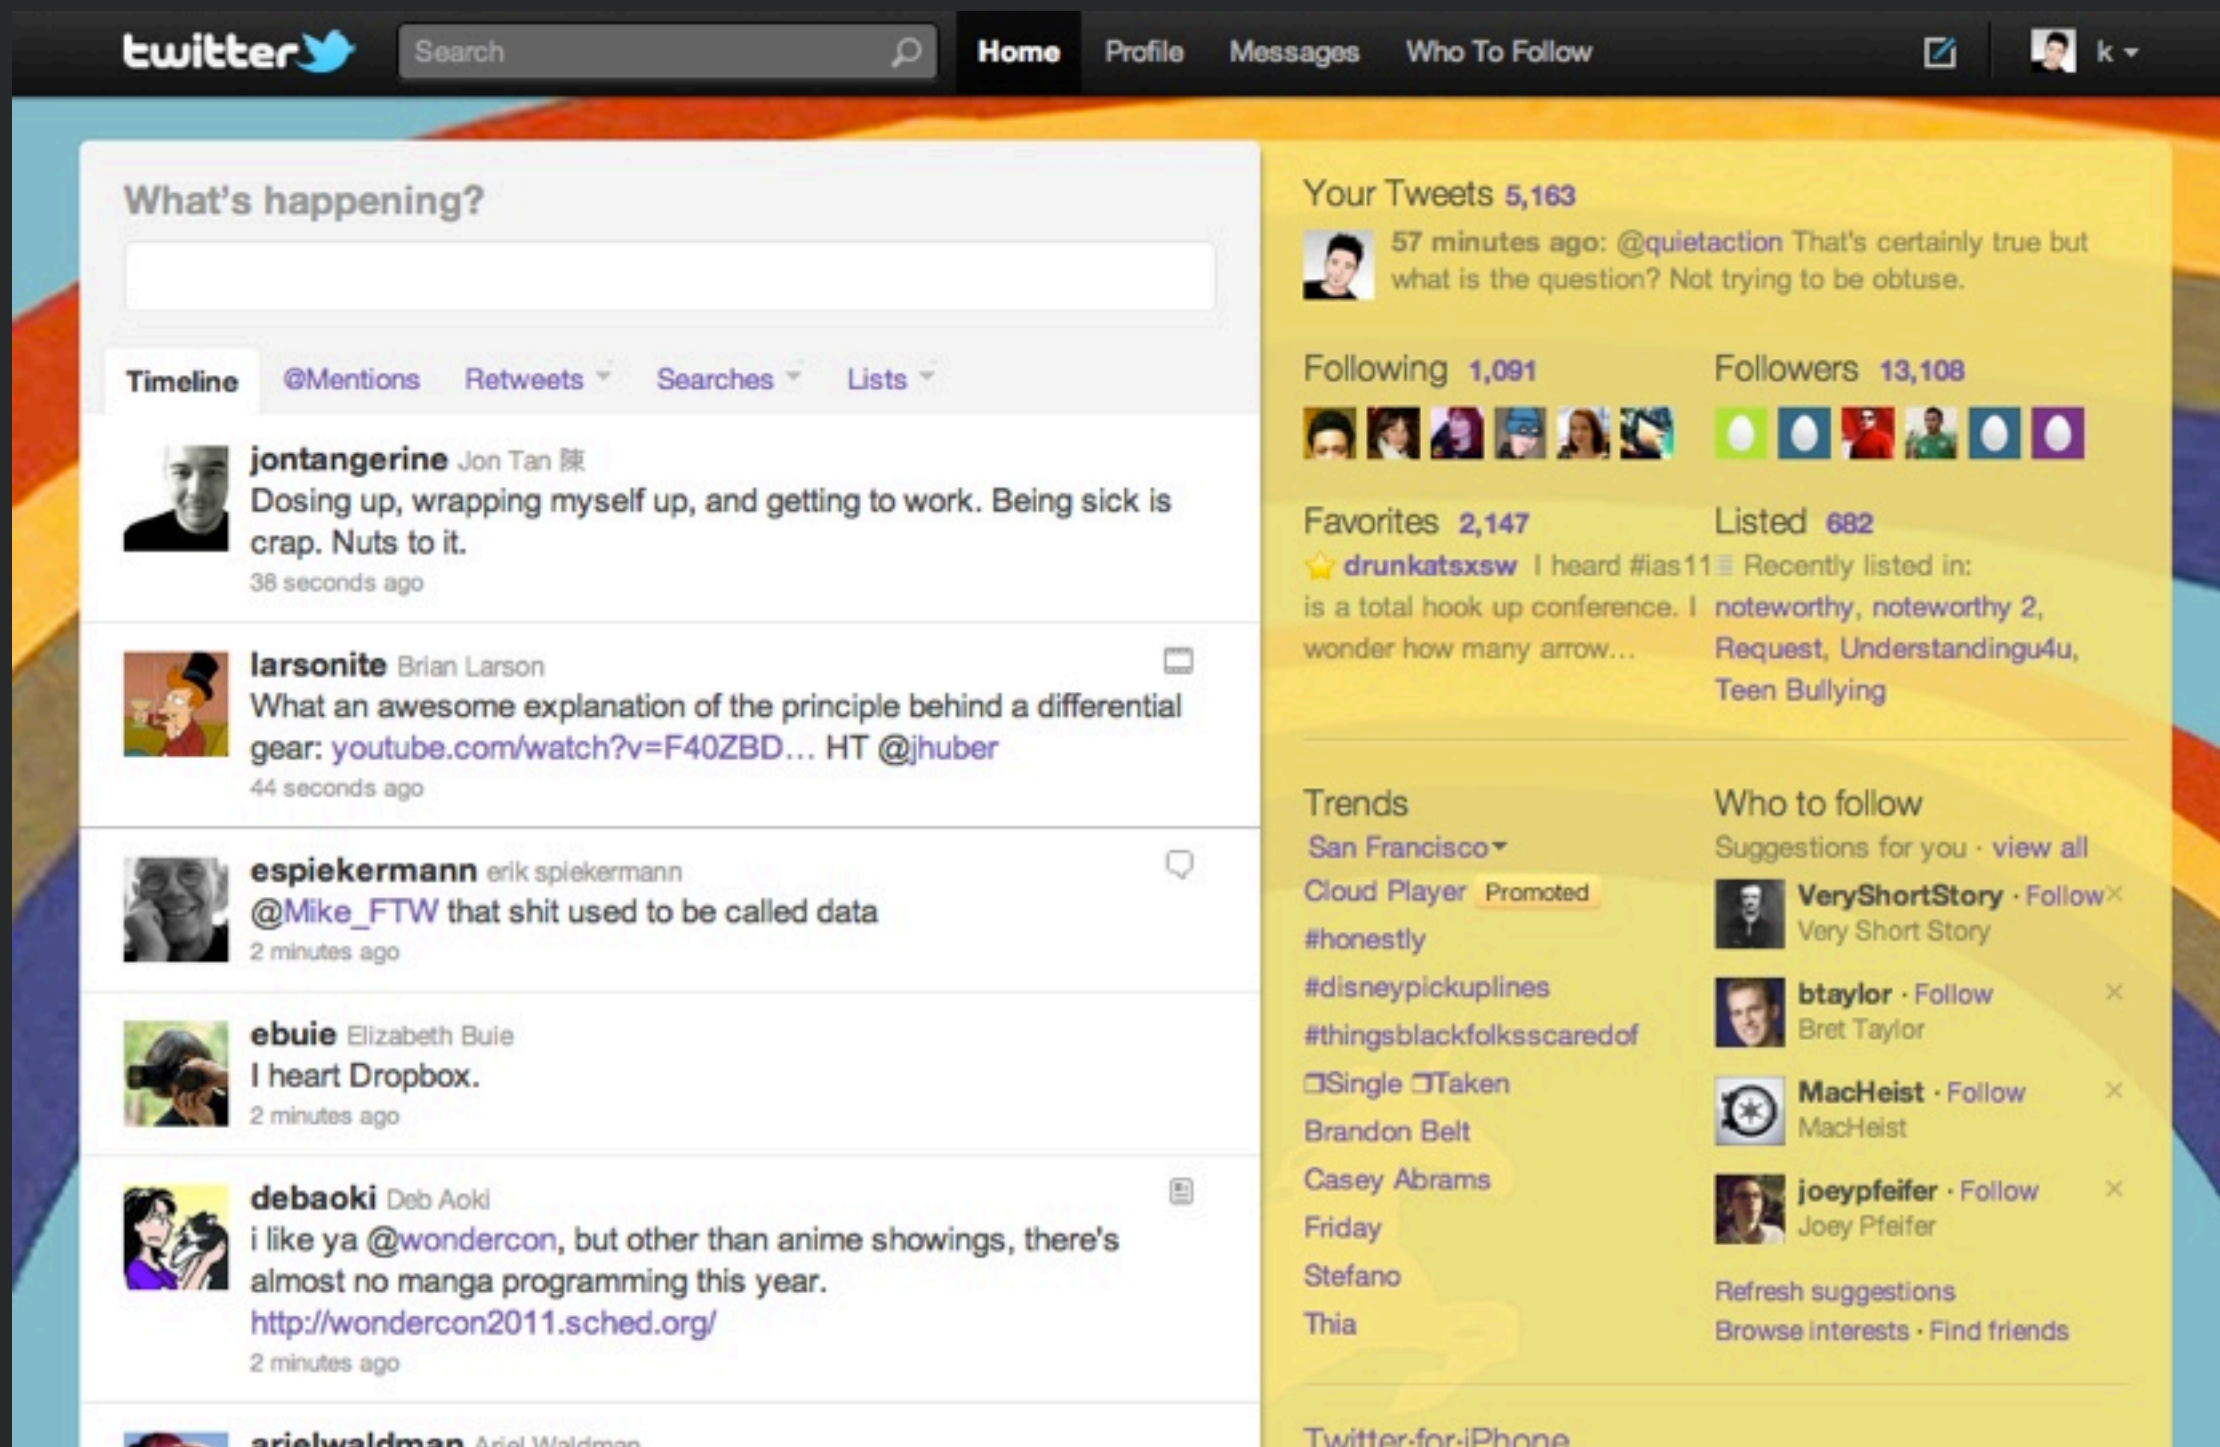 twitter
Search
Home
Profile
Messages
Who To Follow
k
What's happening?
Timeline
@Mentions
Retweets
Searches
Lists
jontangerine Jon Tan 陳
Dosing up, wrapping myself up, and getting to work. Being sick is
crap. Nuts to it.
38 seconds ago
larsonite Brian Larson
What an awesome explanation of the principle behind a differential
gear: youtube.com/watch?v=F40ZBD... HT @jhuber
44 seconds ago
espiekermann erik spiekermann
@Mike_FTW that shit used to be called data
2 minutes ago
ebuie Elizabeth Buie
I heart Dropbox.
2 minutes ago
debaoki Deb Aoki
i like ya @wondercon, but other than anime showings, there's
almost no manga programming this year.
http://wondercon2011.sched.org/
2 minutes ago
arielwaldman Ariel Waldman
Your Tweets 5,163
57 minutes ago: @quietaction That's certainly true but
what is the question? Not trying to be obtuse.
Following 1,091
Followers 13,108
Favorites 2,147
drunkatsxsw I heard #ias11
is a total hook up conference. I
wonder how many arrow...
Listed 682
Recently listed in:
noteworthy, noteworthy 2,
Request, Understandingu4u,
Teen Bullying
Trends
San Francisco
Cloud Player Promoted
#honestly
#disneypickuplines
#thingsblackfolksscaredof
❒Single ❒Taken
Brandon Belt
Casey Abrams
Friday
Stefano
Thia
Who to follow
Suggestions for you · view all
VeryShortStory · Follow ×
Very Short Story
btaylor · Follow ×
Bret Taylor
MacHeist · Follow ×
MacHeist
joeypfeifer · Follow ×
Joey Pfeifer
Refresh suggestions
Browse interests · Find friends
Twitter·for·iPhone